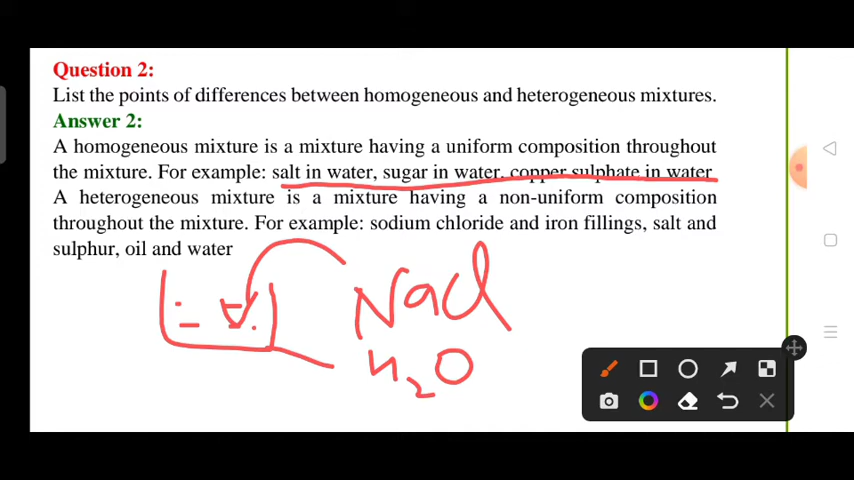 Question 2:
List the points of differences between homogeneous and heterogeneous mixtures.
Answer 2:
A homogeneous mixture is a mixture having a uniform composition throughout
the mixture. For example: salt in water, sugar in water, copper sulphate in water
A heterogeneous mixture is a mixture having a non-uniform composition
throughout the mixture. For example: sodium chloride and iron fillings, salt and
sulphur, oil and water
NaCl
H2O